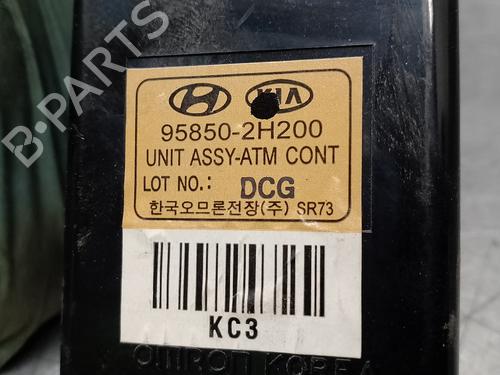 B-PARTS
KIA
95850-2H200
UNIT ASSY-ATM CONT
LOT NO.: DCG
한국오므론전장(주) SR73
KC3
OMRON KOREA